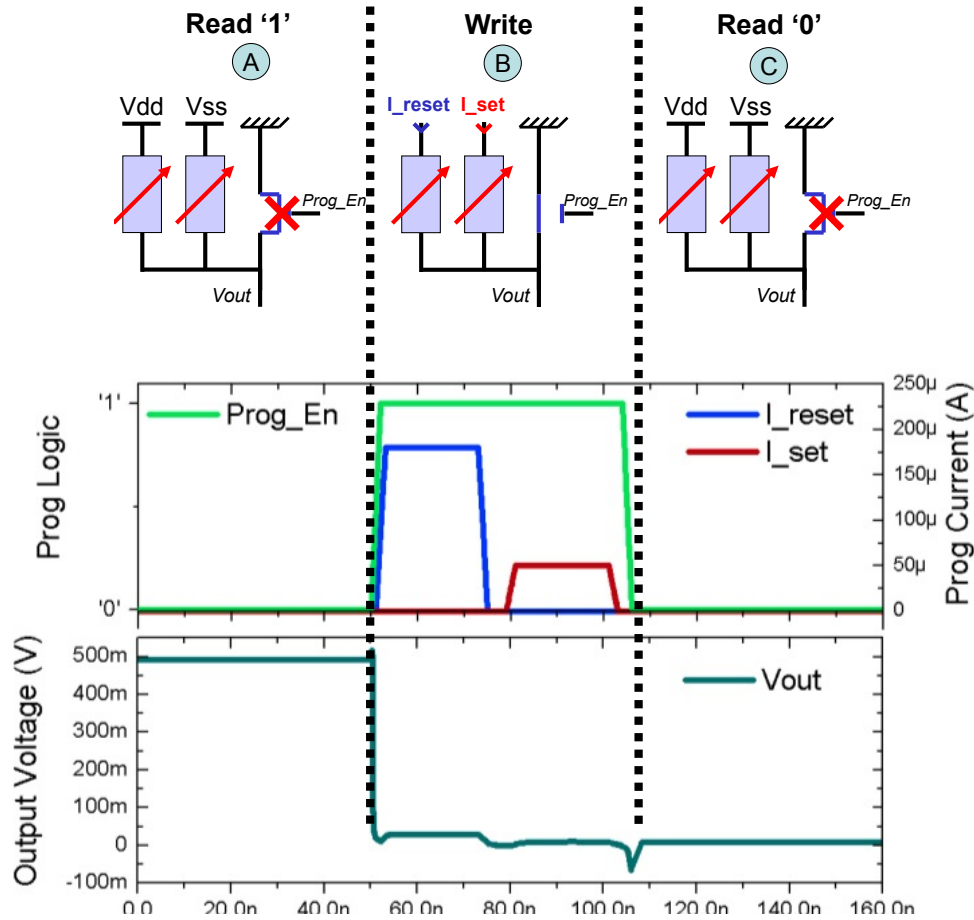 Read ‘1’
Write
Read ‘0’
A
B
C
Vdd
Vss
I_reset
I_set
Vdd
Vss
Prog_En
Prog_En
Prog_En
Vout
Vout
Vout
Prog Logic
'1'
'0'
Prog_En
I_reset
I_set
250µ
200µ
150µ
100µ
50µ
0
Prog Current (A)
Output Voltage (V)
500m
400m
300m
200m
100m
0
-100m
Vout
0.0
20.0n
40.0n
60.0n
80.0n
100.0n
120.0n
140.0n
160.0n